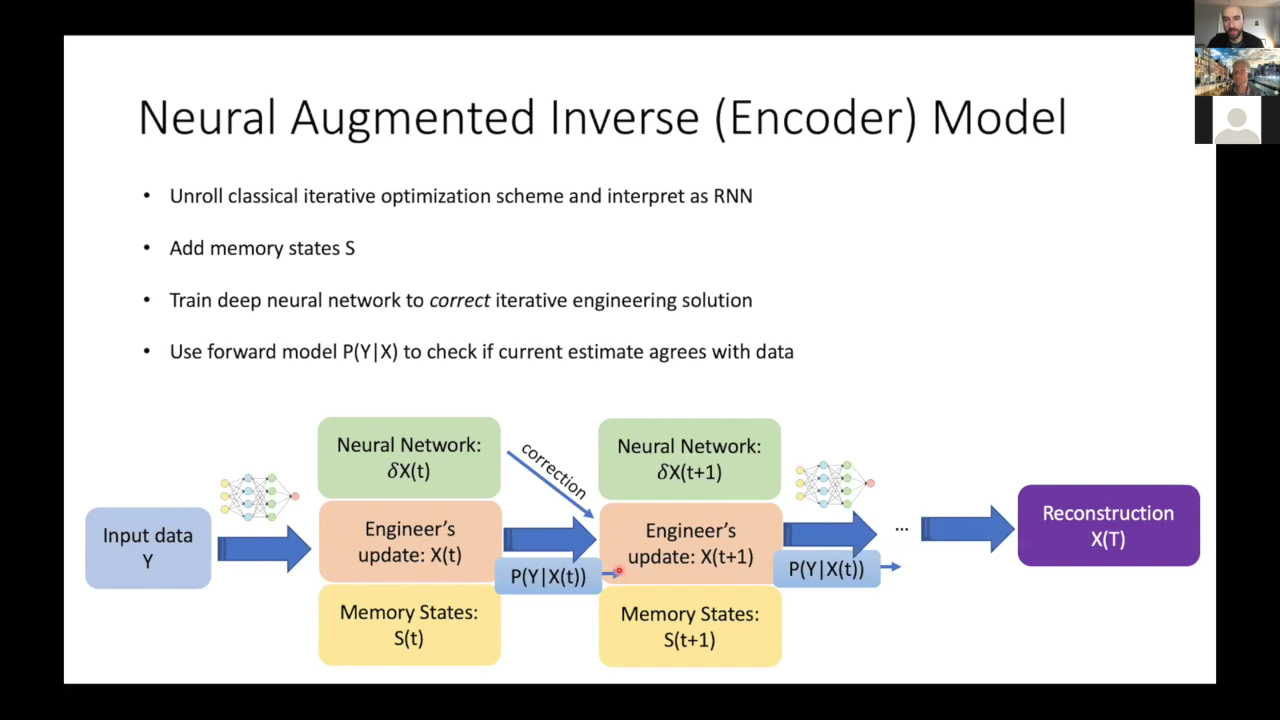 Neural Augmented Inverse (Encoder) Model
• Unroll classical iterative optimization scheme and interpret as RNN
• Add memory states S
• Train deep neural network to correct iterative engineering solution
• Use forward model P(Y|X) to check if current estimate agrees with data
Input data
Y
Neural Network:
𝛿X(t)
Engineer's
update: X(t)
Memory States:
S(t)
correction
P(Y|X(t))
Neural Network:
𝛿X(t+1)
Engineer's
update: X(t+1)
Memory States:
S(t+1)
P(Y|X(t))
...
Reconstruction
X(T)